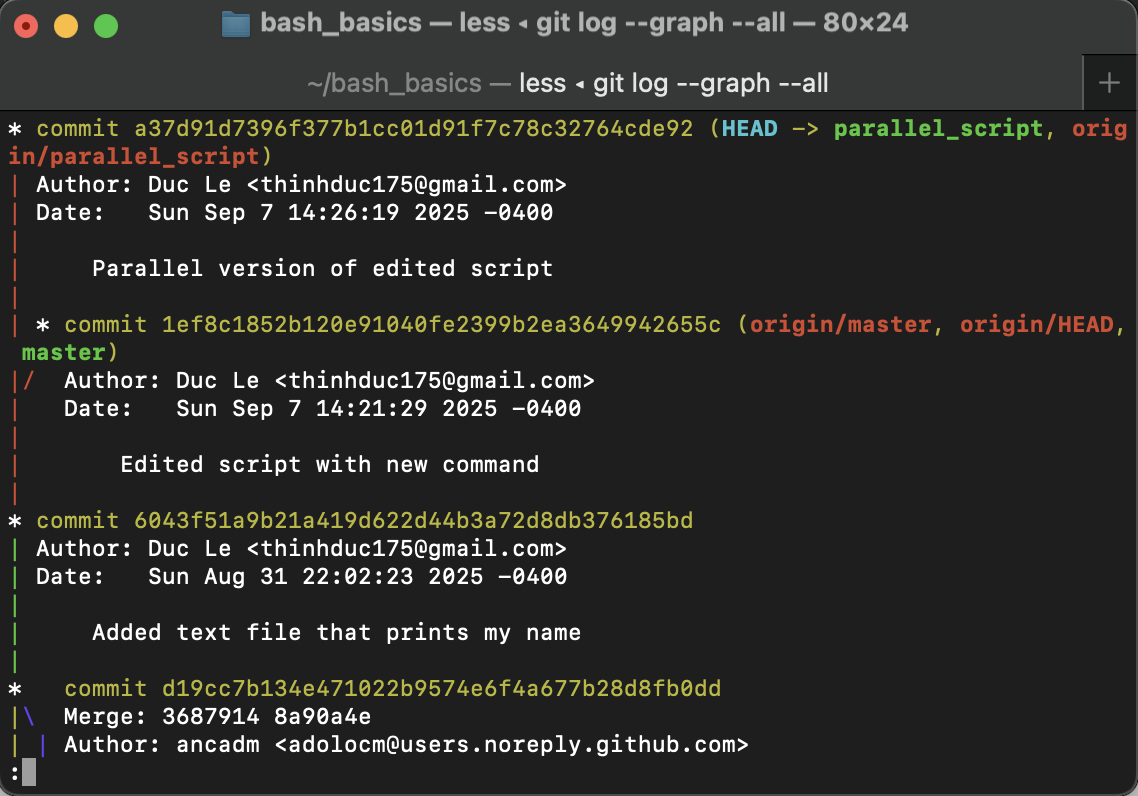 bash_basics — less ◂ git log --graph --all — 80×24
~/bash_basics — less ◂ git log --graph --all
+
* commit a37d91d7396f377b1cc01d91f7c78c32764cde92 (HEAD -> parallel_script, orig
in/parallel_script)
| Author: Duc Le <thinhduc175@gmail.com>
| Date:   Sun Sep 7 14:26:19 2025 -0400
|
|     Parallel version of edited script
|
| * commit 1ef8c1852b120e91040fe2399b2ea3649942655c (origin/master, origin/HEAD,
 master)
|/  Author: Duc Le <thinhduc175@gmail.com>
|   Date:   Sun Sep 7 14:21:29 2025 -0400
|
|       Edited script with new command
|
* commit 6043f51a9b21a419d622d44b3a72d8db376185bd
| Author: Duc Le <thinhduc175@gmail.com>
| Date:   Sun Aug 31 22:02:23 2025 -0400
|
|     Added text file that prints my name
|
*   commit d19cc7b134e471022b9574e6f4a677b28d8fb0dd
|\  Merge: 3687914 8a90a4e
| | Author: ancadm <adolocm@users.noreply.github.com>
: